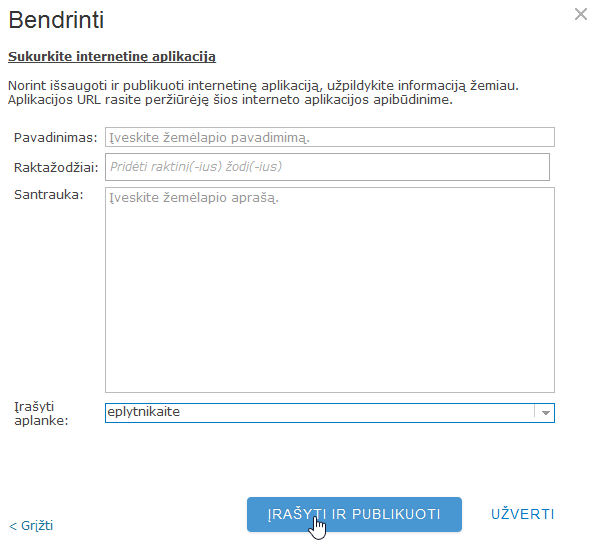 Bendrinti
Sukurkite internetinę aplikaciją
Norint išsaugoti ir publikuoti internetinę aplikaciją, užpildykite informaciją žemiau.
Aplikacijos URL rasite peržiūrėję šios interneto aplikacijos apibūdinime.
Pavadinimas: Įveskite žemėlapio pavadimimą.
Raktažodžiai: Pridėti raktinį(-ius) žodį(-ius)
Santrauka: Įveskite žemėlapio aprašą.
Įrašyti
aplanke: eplytnikaite
< Grįžti ĮRAŠYTI IR PUBLIKUOTI UŽVERTI